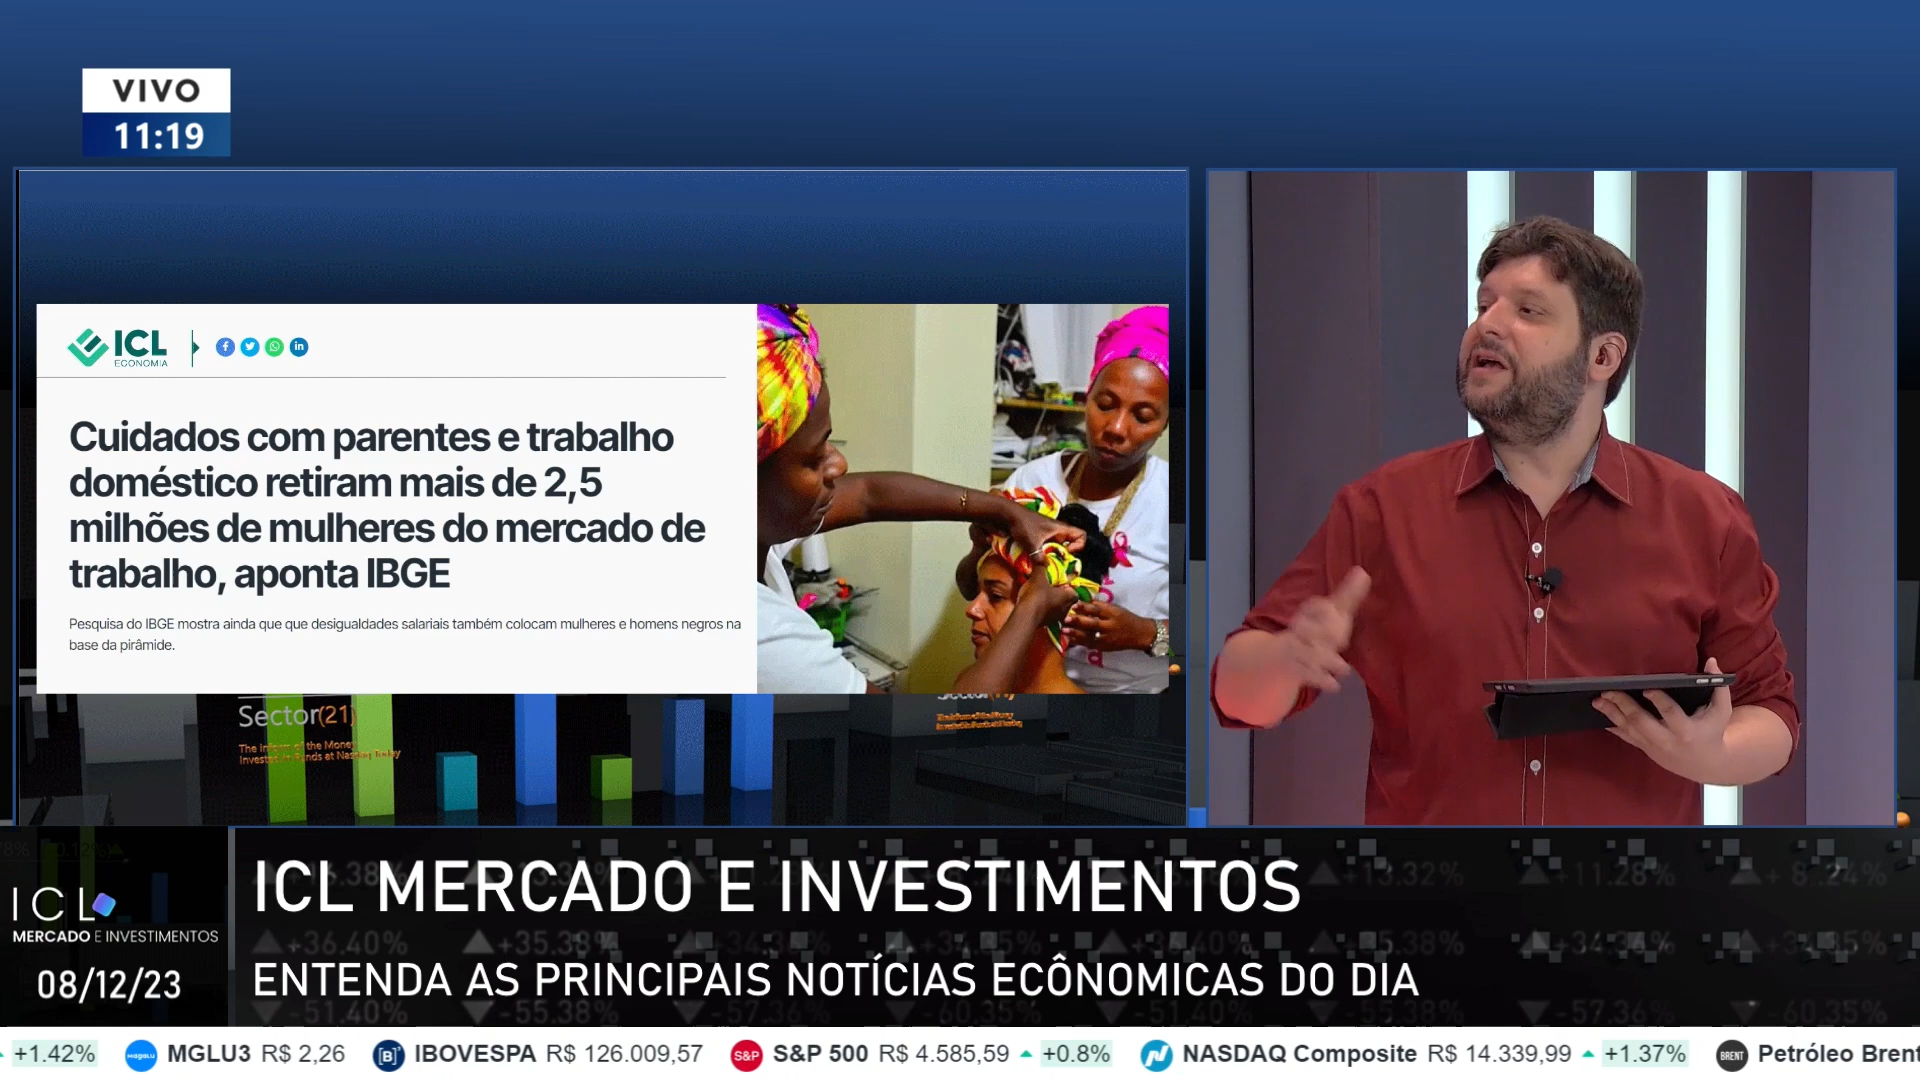 VIVO
11:19
ICL
ECONOMIA
Cuidados com parentes e trabalho
doméstico retiram mais de 2,5
milhões de mulheres do mercado de
trabalho, aponta IBGE
Pesquisa do IBGE mostra ainda que que desigualdades salariais também colocam mulheres e homens negros na
base da pirâmide.
Sector(21)
ICL
MERCADO E INVESTIMENTOS
08/12/23
ICL MERCADO E INVESTIMENTOS
ENTENDA AS PRINCIPAIS NOTÍCIAS ECÔNOMICAS DO DIA
+1.42% MGLU3 R$ 2,26 IBOVESPA R$ 126.009,57 S&P S&P 500 R$ 4.585,59 +0.8% NASDAQ Composite R$ 14.339,99 +1.37% BRENT Petróleo Brent